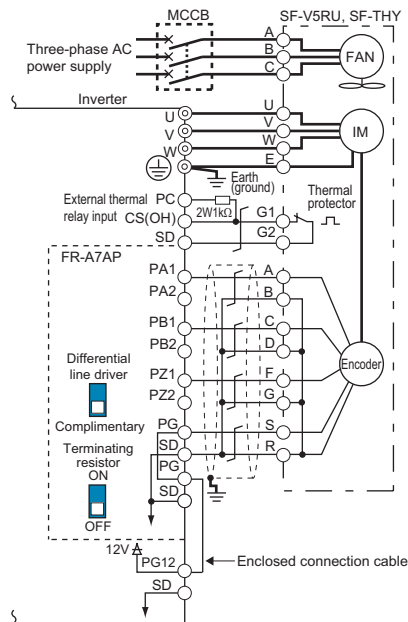 MCCB
SF-V5RU, SF-THY
Three-phase AC
power supply
A
B
C
FAN
Inverter
U
V
W
U
V
W
E
IM
Earth
(ground)
Thermal
protector
External thermal
relay input
PC
CS(OH)
SD
2W1kΩ
G1
G2
FR-A7AP
PA1
PA2
PB1
PB2
PZ1
PZ2
PG
SD
PG
SD
A
B
C
D
F
G
S
R
Encoder
Differential
line driver
Complimentary
Terminating
resistor
ON
OFF
12V
PG12
SD
Enclosed connection cable